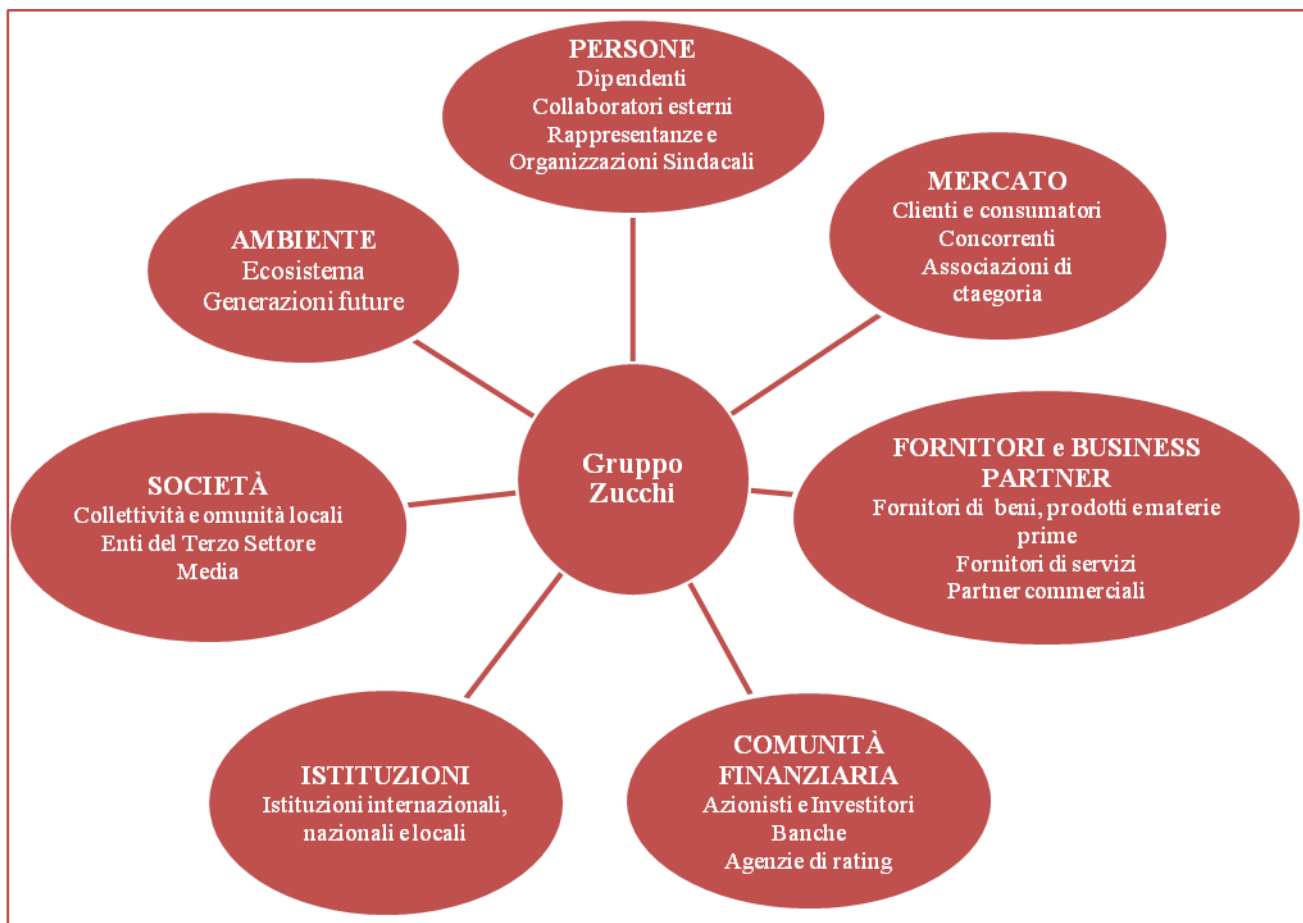 PERSONE
Dipendenti
Collaboratori esterni
Rappresentanze e
Organizzazioni Sindacali
MERCATO
Clienti e consumatori
Concorrenti
Associazioni di
ctaegoria
AMBIENTE
Ecosistema
Generazioni future
Gruppo
Zucchi
FORNITORI e BUSINESS
PARTNER
Fornitori di beni, prodotti e materie
prime
Fornitori di servizi
Partner commerciali
SOCIETÀ
Collettività e omunità locali
Enti del Terzo Settore
Media
ISTITUZIONI
Istituzioni internazionali,
nazionali e locali
COMUNITÀ
FINANZIARIA
Azionisti e Investitori
Banche
Agenzie di rating